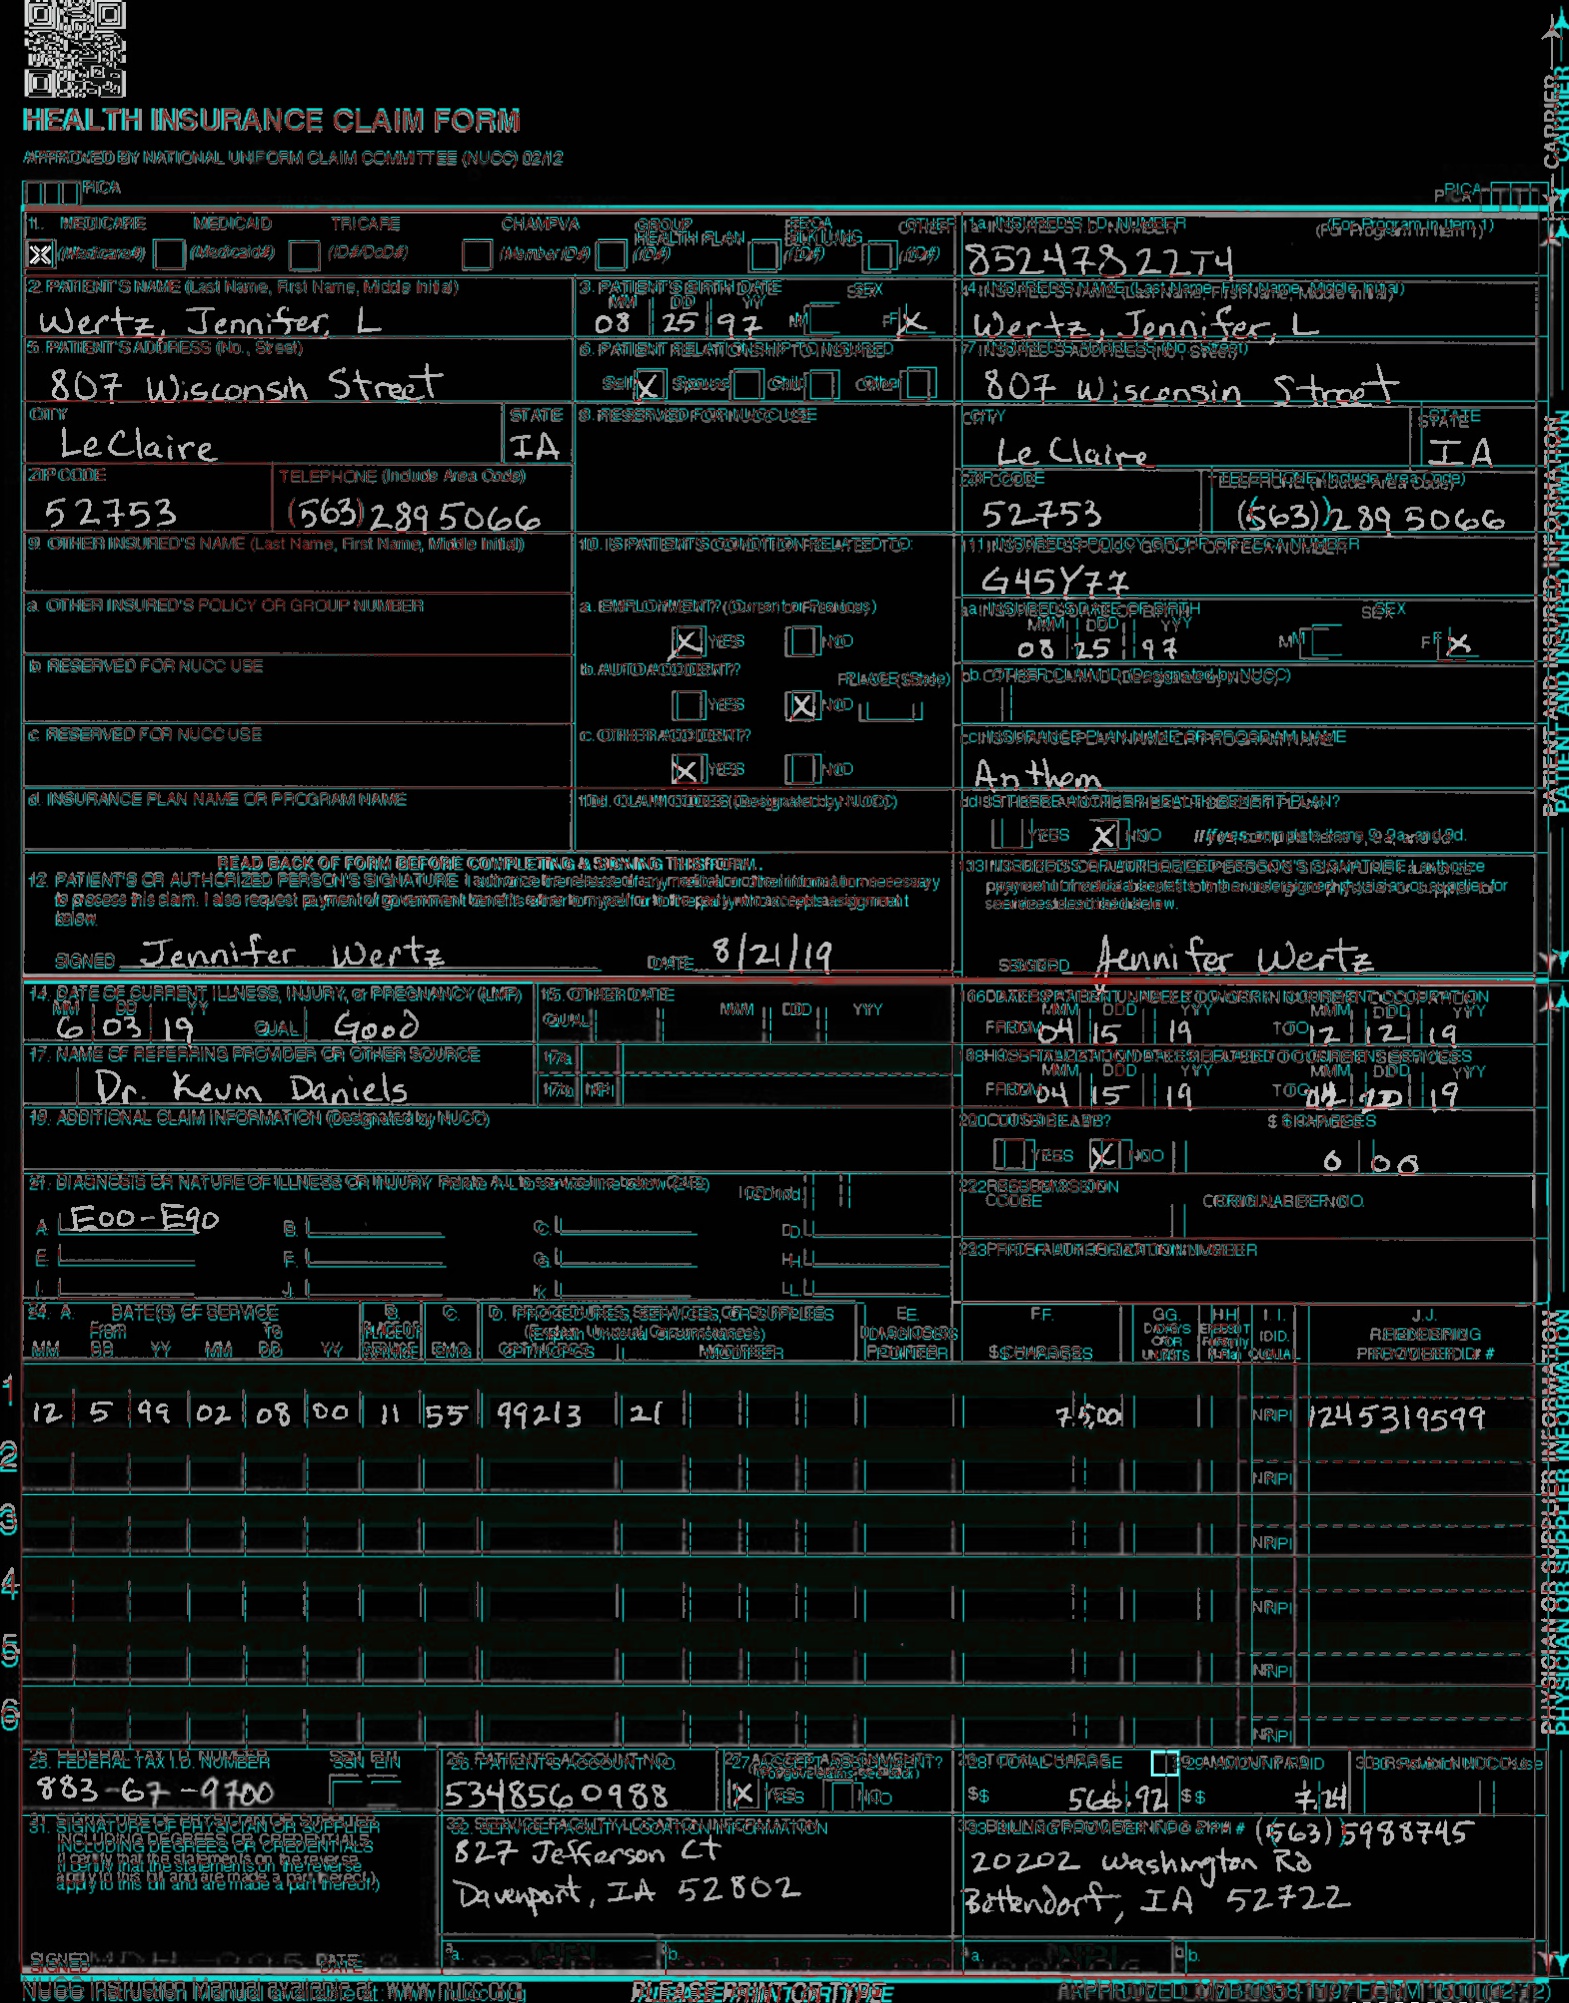 HEALTH INSURANCE CLAIM FORM
APPROVED BY NATIONAL UNIFORM CLAIM COMMITTEE (NUCC) 02/12
PICA PICA
CARRIER
1. MEDICARE MEDICAID TRICARE CHAMPVA GROUP HEALTH PLAN FECA BLK LUNG OTHER
(Medicare#) (Medicaid#) (ID#/DoD#) (Member ID#) (ID#) (ID#) (ID#)
1a. INSURED'S I.D. NUMBER (For Program in Item 1)
852478227T4
2. PATIENT'S NAME (Last Name, First Name, Middle Initial)
Wertz, Jennifer, L
3. PATIENT'S BIRTH DATE SEX
MM DD YY
08 25 97 M F X
4. INSURED'S NAME (Last Name, First Name, Middle Initial)
Wertz, Jennifer, L
5. PATIENT'S ADDRESS (No., Street)
807 Wisconsin Street
6. PATIENT RELATIONSHIP TO INSURED
Self X Spouse Child Other
7. INSURED'S ADDRESS (No., Street)
807 Wisconsin Street
CITY STATE
LeClaire IA
8. RESERVED FOR NUCC USE
CITY STATE
Le Claire IA
ZIP CODE TELEPHONE (Include Area Code)
52753 (563) 289 5066
ZIP CODE TELEPHONE (Include Area Code)
52753 (563) 289 5066
9. OTHER INSURED'S NAME (Last Name, First Name, Middle Initial)
10. IS PATIENT'S CONDITION RELATED TO:
11. INSURED'S POLICY GROUP OR FECA NUMBER
G45Y77
a. OTHER INSURED'S POLICY OR GROUP NUMBER
a. EMPLOYMENT? (Current or Previous)
X YES NO
a. INSURED'S DATE OF BIRTH SEX
MM DD YY
08 25 97 M F X
b. RESERVED FOR NUCC USE
b. AUTO ACCIDENT? PLACE (State)
YES X NO
b. OTHER CLAIM ID (Designated by NUCC)
c. RESERVED FOR NUCC USE
c. OTHER ACCIDENT?
X YES NO
c. INSURANCE PLAN NAME OR PROGRAM NAME
Anthem
d. INSURANCE PLAN NAME OR PROGRAM NAME
10d. CLAIM CODES (Designated by NUCC)
d. IS THERE ANOTHER HEALTH BENEFIT PLAN?
YES X NO If yes, complete items 9, 9a, and 9d.
PATIENT AND INSURED INFORMATION
READ BACK OF FORM BEFORE COMPLETING & SIGNING THIS FORM.
12. PATIENT'S OR AUTHORIZED PERSON'S SIGNATURE I authorize the release of any medical or other information necessary
to process this claim. I also request payment of government benefits either to myself or to the party who accepts assignment
below.
SIGNED Jennifer Wertz DATE 8/21/19
13. INSURED'S OR AUTHORIZED PERSON'S SIGNATURE I authorize
payment of medical benefits to the undersigned physician or supplier for
services described below.
SIGNED Jennifer Wertz
14. DATE OF CURRENT ILLNESS, INJURY, or PREGNANCY (LMP)
MM DD YY
6 03 19 QUAL. Good
15. OTHER DATE
QUAL. MM DD YY
16. DATES PATIENT UNABLE TO WORK IN CURRENT OCCUPATION
MM DD YY MM DD YY
FROM 04 15 19 TO 12 12 19
17. NAME OF REFERRING PROVIDER OR OTHER SOURCE
Dr. Kevin Daniels
17a.
17b. NPI
18. HOSPITALIZATION DATES RELATED TO CURRENT SERVICES
MM DD YY MM DD YY
FROM 04 15 19 TO 19
19. ADDITIONAL CLAIM INFORMATION (Designated by NUCC)
20. OUTSIDE LAB? $ CHARGES
YES X NO 0 00
21. DIAGNOSIS OR NATURE OF ILLNESS OR INJURY Relate A-L to service line below (24E) ICD Ind.
A. E00-E90 B. C. D.
E. F. G. H.
I. J. K. L.
22. RESUBMISSION
CODE ORIGINAL REF. NO.
23. PRIOR AUTHORIZATION NUMBER
24. A. DATE(S) OF SERVICE B. C. D. PROCEDURES, SERVICES, OR SUPPLIES E. F. G. H. I. J.
From To PLACE OF (Explain Unusual Circumstances) DIAGNOSIS DAYS OR EPSDT Family ID. RENDERING
MM DD YY MM DD YY SERVICE EMG CPT/HCPCS MODIFIER POINTER $ CHARGES UNITS Plan QUAL. PROVIDER ID. #
1 12 5 99 02 08 00 11 55 99213 21 7500 NPI 1245319599
2 NPI
3 NPI
4 NPI
5 NPI
6 NPI
PHYSICIAN OR SUPPLIER INFORMATION
25. FEDERAL TAX I.D. NUMBER SSN EIN
883-67-9700
26. PATIENT'S ACCOUNT NO.
5348560988
27. ACCEPT ASSIGNMENT?
(For govt. claims, see back)
X YES NO
28. TOTAL CHARGE
$ 566.92
29. AMOUNT PAID
$ 7.24
30. Rsvd for NUCC Use
31. SIGNATURE OF PHYSICIAN OR SUPPLIER
INCLUDING DEGREES OR CREDENTIALS
(I certify that the statements on the reverse
apply to this bill and are made a part thereof.)
SIGNED DATE
32. SERVICE FACILITY LOCATION INFORMATION
827 Jefferson Ct
Davenport, IA 52802
a. b.
33. BILLING PROVIDER INFO & PH # (563) 5988745
20202 Washington Rd
Bettendorf, IA 52722
a. b.
NUCC Instruction Manual available at: www.nucc.org
PLEASE PRINT OR TYPE
APPROVED OMB-0938-1197 FORM 1500 (02-12)